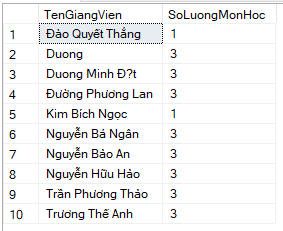 TenGiangVien SoLuongMonHoc
1 Đào Quyết Thắng 1
2 Duong 3
3 Duong Minh Đ?t 3
4 Đường Phương Lan 3
5 Kim Bích Ngọc 1
6 Nguyễn Bá Ngân 3
7 Nguyễn Bảo An 3
8 Nguyễn Hữu Hảo 3
9 Trần Phương Thảo 3
10 Trương Thế Anh 3